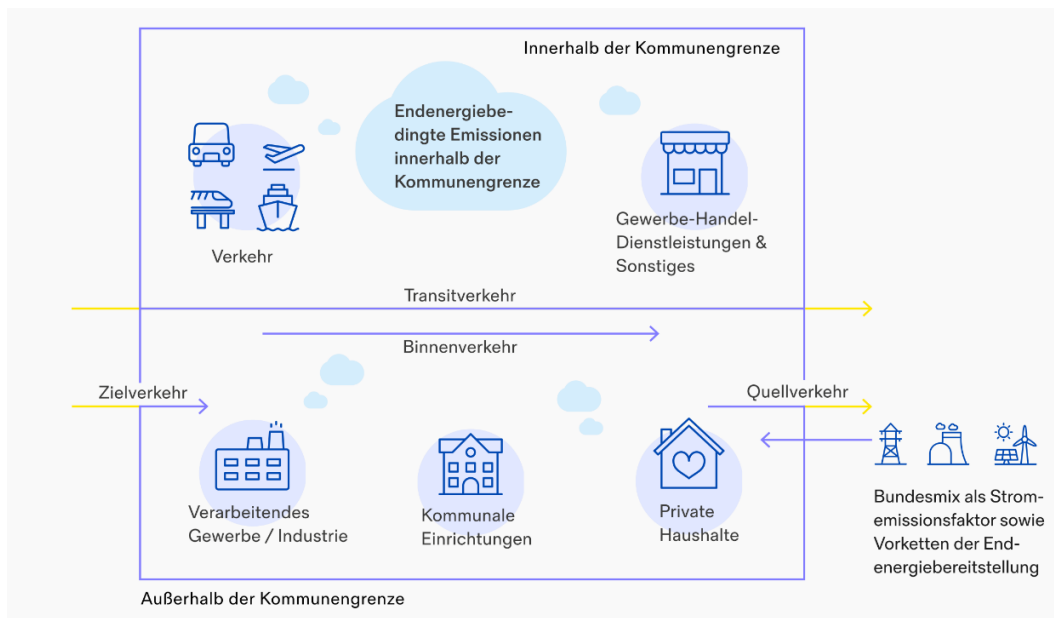 Innerhalb der Kommunengrenze
Endenergiebe-
dingte Emissionen
innerhalb der
Kommunengrenze
Verkehr
Gewerbe-Handel-
Dienstleistungen &
Sonstiges
Transitverkehr
Binnenverkehr
Zielverkehr
Quellverkehr
Verarbeitendes
Gewerbe / Industrie
Kommunale
Einrichtungen
Private
Haushalte
Bundesmix als Strom-
emissionsfaktor sowie
Vorketten der End-
energiebereitstellung
Außerhalb der Kommunengrenze